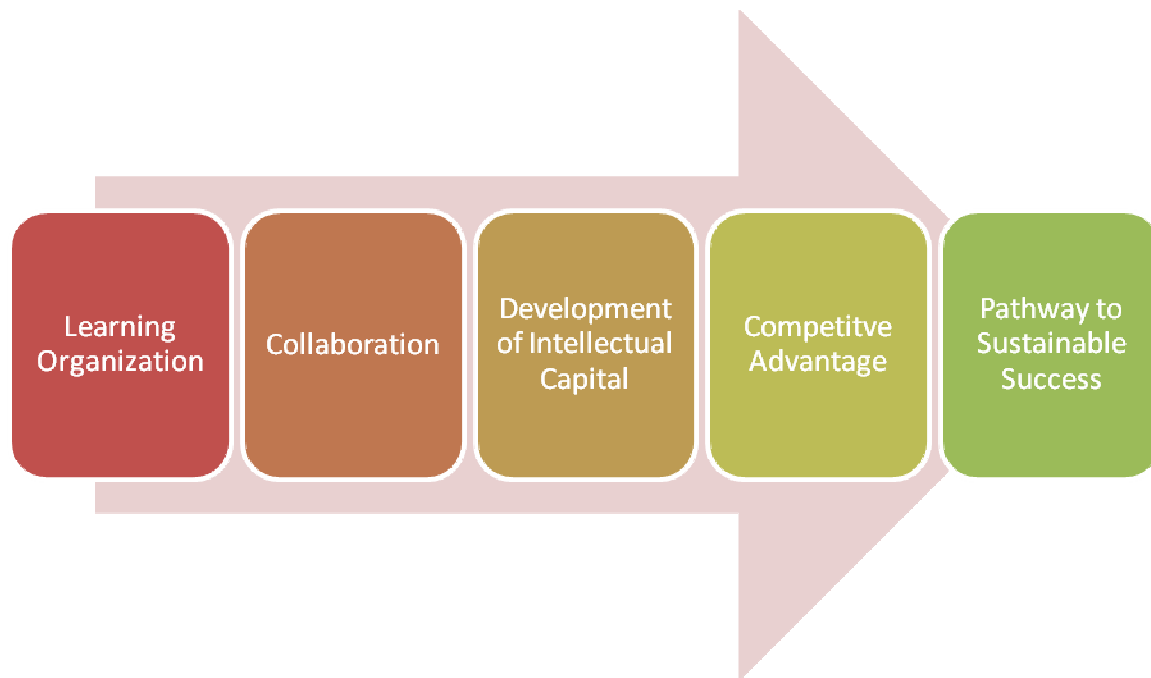 Learning
Organization
Collaboration
Development
of Intellectual
Capital
Competitve
Advantage
Pathway to
Sustainable
Success